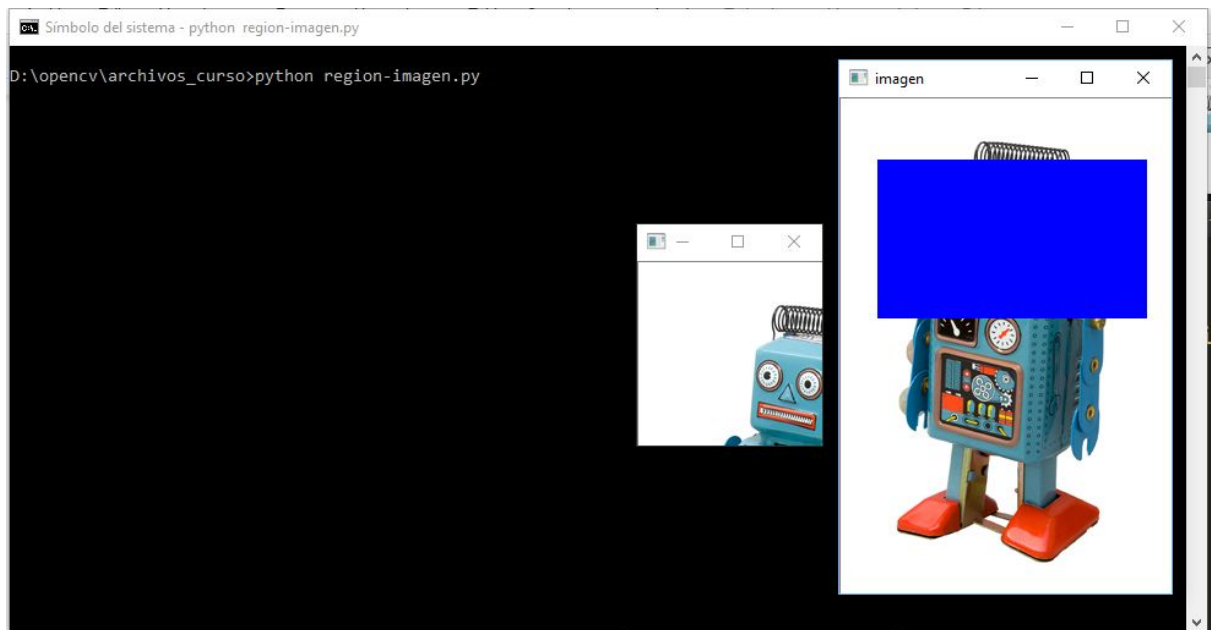 Símbolo del sistema - python region-imagen.py
D:\opencv\archivos_curso>python region-imagen.py
imagen